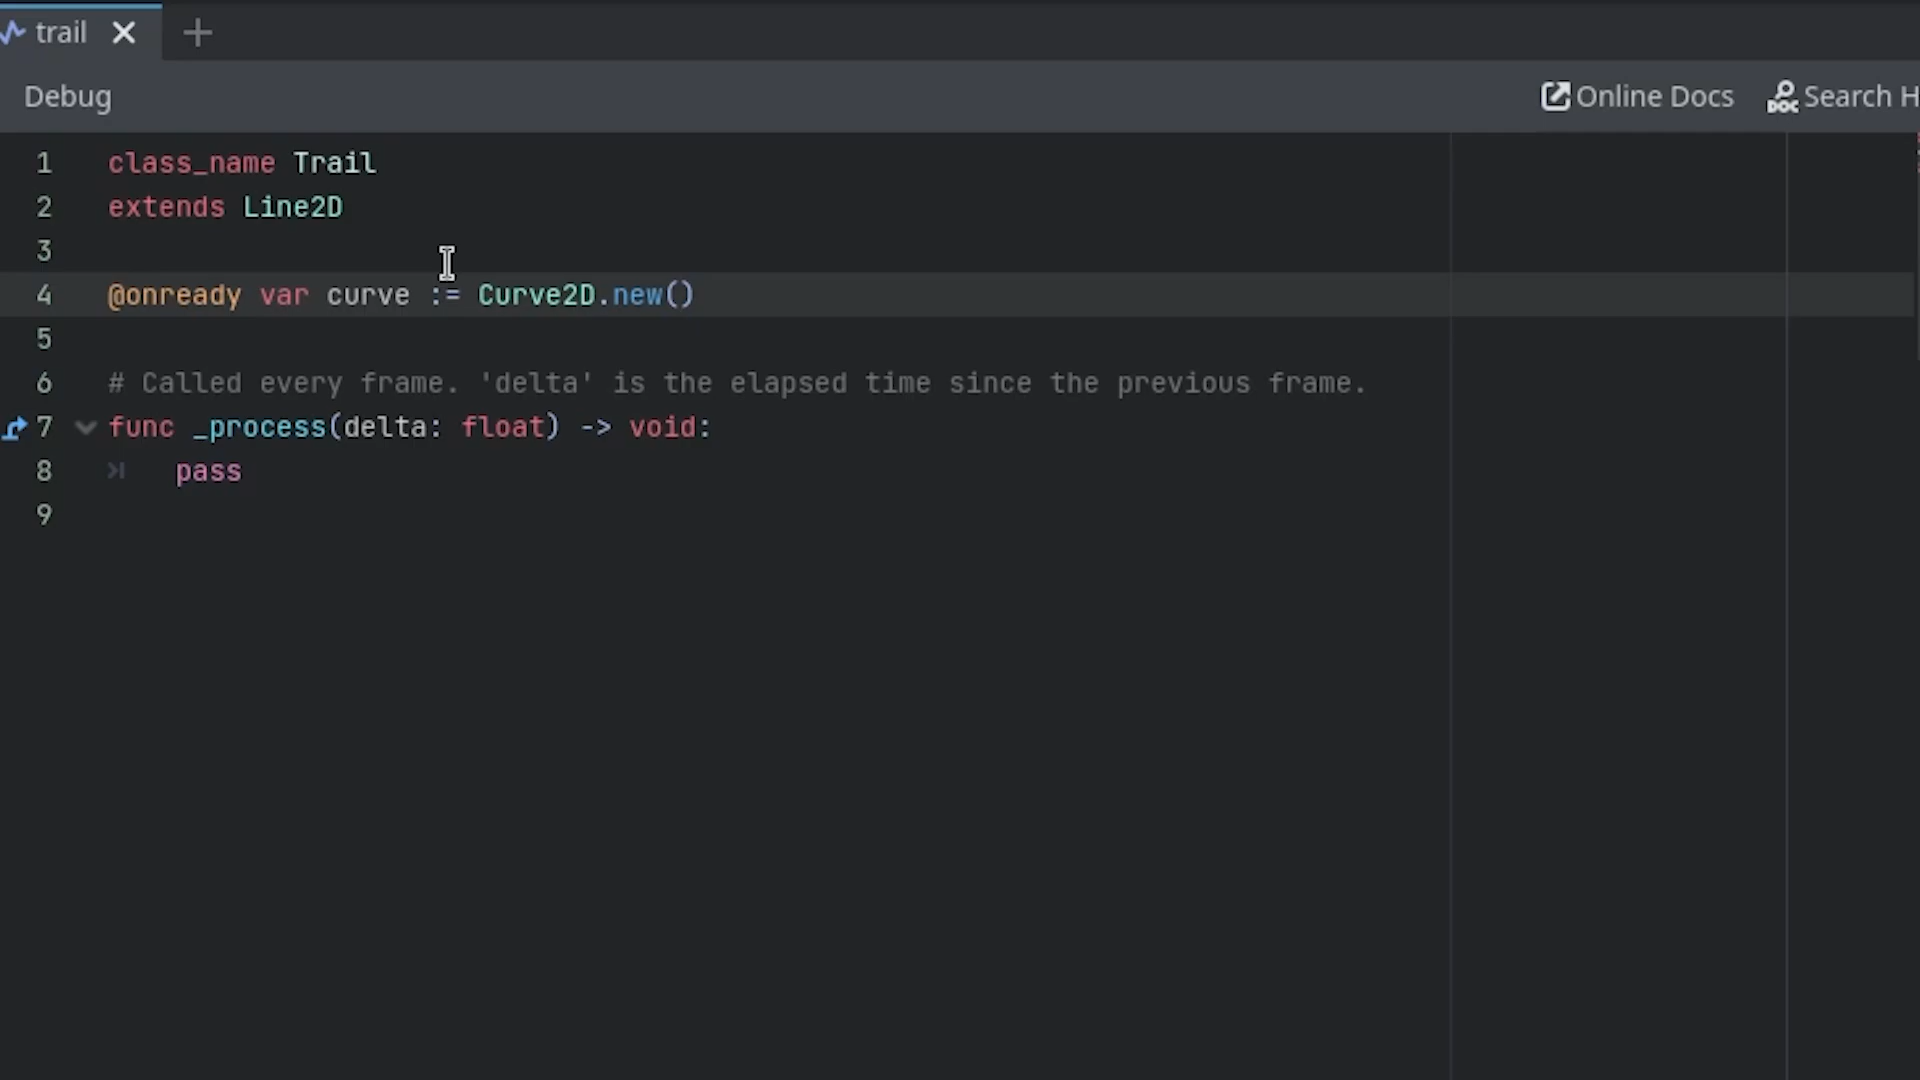 trail
Debug
Online Docs
Search H
1 class_name Trail
2 extends Line2D
3
4 @onready var curve := Curve2D.new()
5
6 # Called every frame. 'delta' is the elapsed time since the previous frame.
7 func _process(delta: float) -> void:
8 pass
9